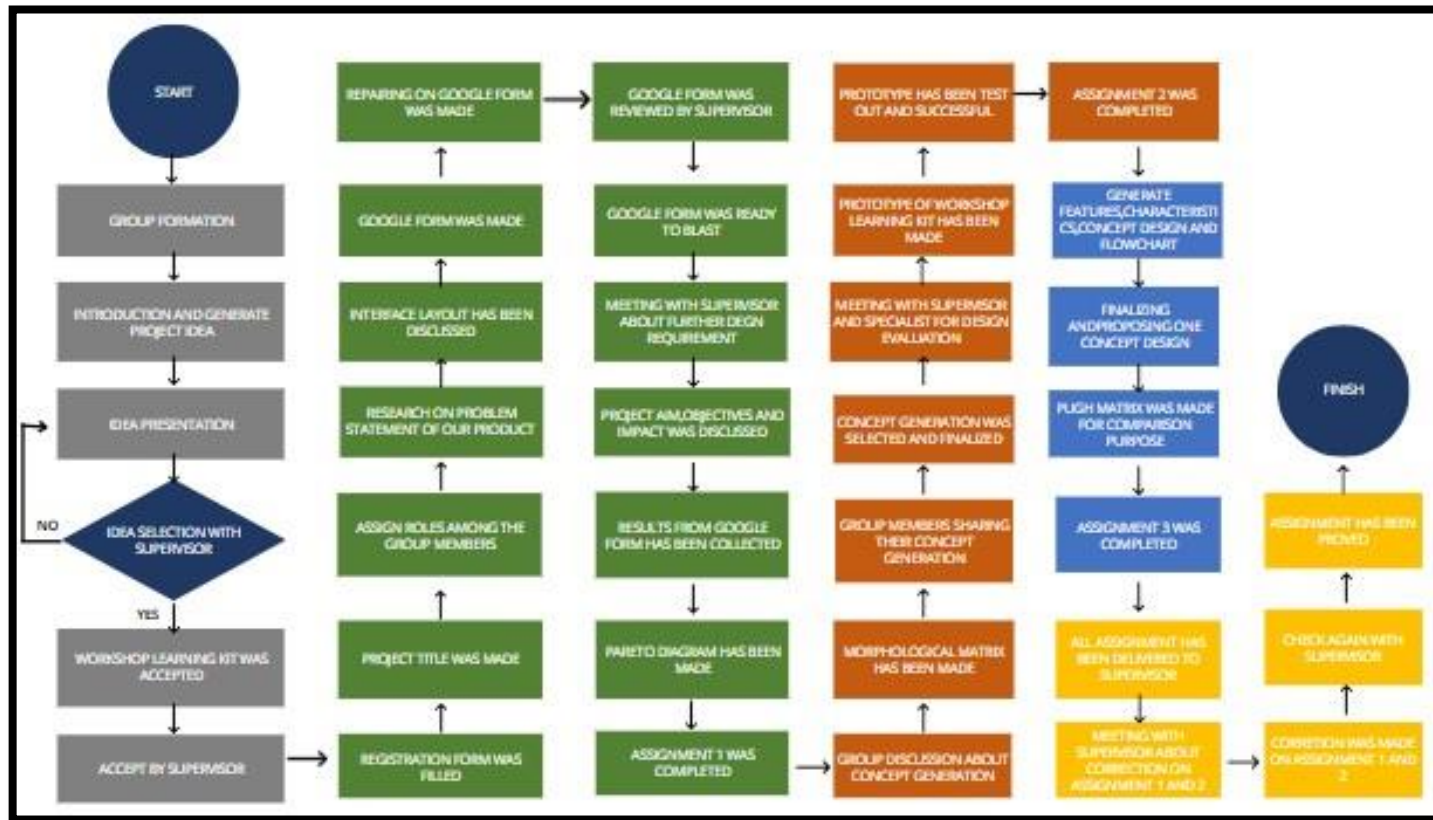 START
GROUP FORMATION
INTRODUCTION AND GENERATE
PROJECT IDEA
IDEA PRESENTATION
NO
IDEA SELECTION WITH
SUPERVISOR
YES
WORKSHOP LEARNING KIT WAS
ACCEPTED
ACCEPT BY SUPERVISOR
REGISTRATION FORM WAS
FILLED
PROJECT TITLE WAS MADE
ASSIGN ROLES AMONG THE
GROUP MEMBERS
RESEARCH ON PROBLEM
STATEMENT OF OUR PRODUCT
INTERFACE LAYOUT HAS BEEN
DISCUSSED
GOOGLE FORM WAS MADE
REPAIRING ON GOOGLE FORM
WAS MADE
GOOGLE FORM WAS
REVIEWED BY SUPERVISOR
GOOGLE FORM WAS READY
TO BLAST
MEETING WITH SUPERVISOR
ABOUT FURTHER DEGN
REQUIREMENT
PROJECT AIM,OBJECTIVES AND
IMPACT WAS DISCUSSED
RESULTS FROM GOOGLE
FORM HAS BEEN COLLECTED
PARETO DIAGRAM HAS BEEN
MADE
ASSIGNMENT 1 WAS
COMPLETED
GROUP DISCUSSION ABOUT
CONCEPT GENERATION
MORPHOLOGICAL MATRIX
HAS BEEN MADE
GROUP MEMBERS SHARING
THEIR CONCEPT
GENERATION
CONCEPT GENERATION WAS
SELECTED AND FINALIZED
MEETING WITH SUPERVISOR
AND SPECIALIST FOR DESIGN
EVALUATION
PROTOTYPE OF WORKSHOP
LEARNING KIT HAS BEEN
MADE
PROTOTYPE HAS BEEN TEST
OUT AND SUCCESSFUL
ASSIGNMENT 2 WAS
COMPLETED
GENERATE
FEATURES,CHARACTERISTI
CS,CONCEPT DESIGN AND
FLOWCHART
FINALIZING
ANDPROPOSING ONE
CONCEPT DESIGN
PUGH MATRIX WAS MADE
FOR COMPARISON
PURPOSE
ASSIGNMENT 3 WAS
COMPLETED
ALL ASSIGNMENT HAS
BEEN DELIVERED TO
SUPERVISOR
MEETING WITH
SUPERVISOR ABOUT
CORRECTION ON
ASSIGNMENT 1 AND 2
CORRETION WAS MADE
ON ASSIGNMENT 1 AND
2
CHECK AGAIN WITH
SUPERVISOR
ASSIGNMENT HAS BEEN
PROVED
FINISH